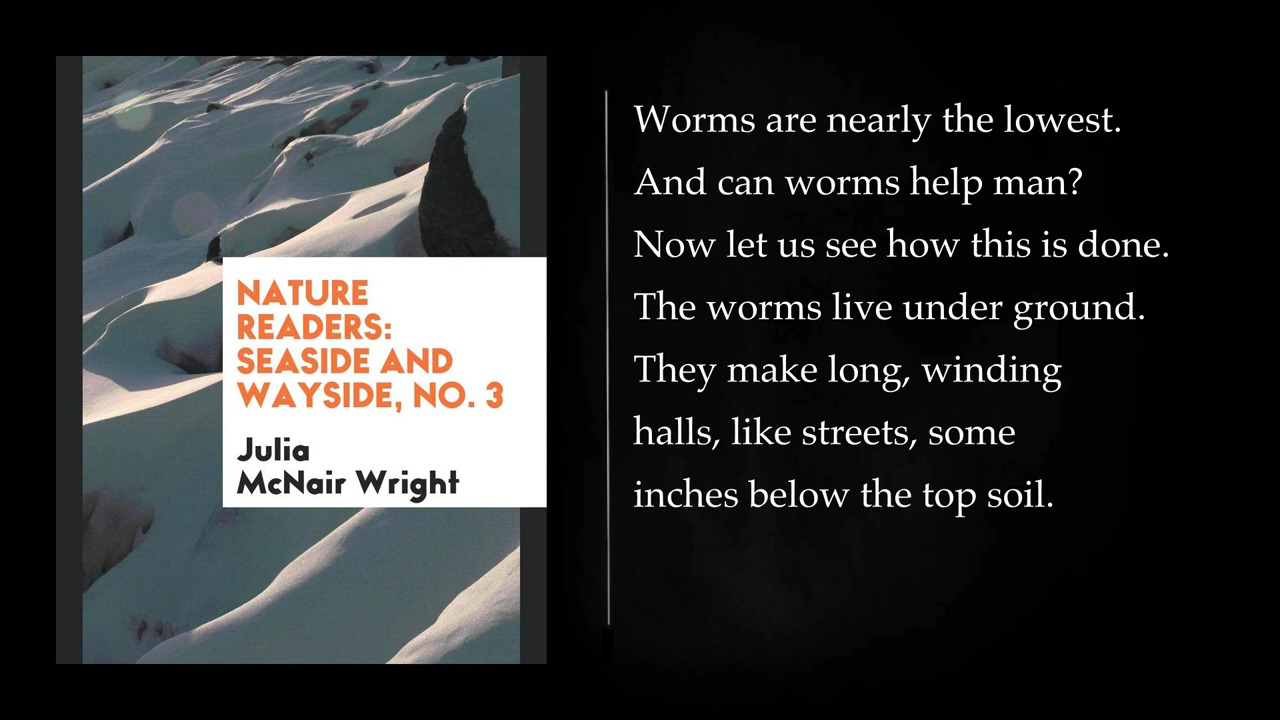 NATURE
READERS:
SEASIDE AND
WAYSIDE, NO. 3
Julia
McNair Wright
Worms are nearly the lowest.
And can worms help man?
Now let us see how this is done.
The worms live under ground.
They make long, winding
halls, like streets, some
inches below the top soil.